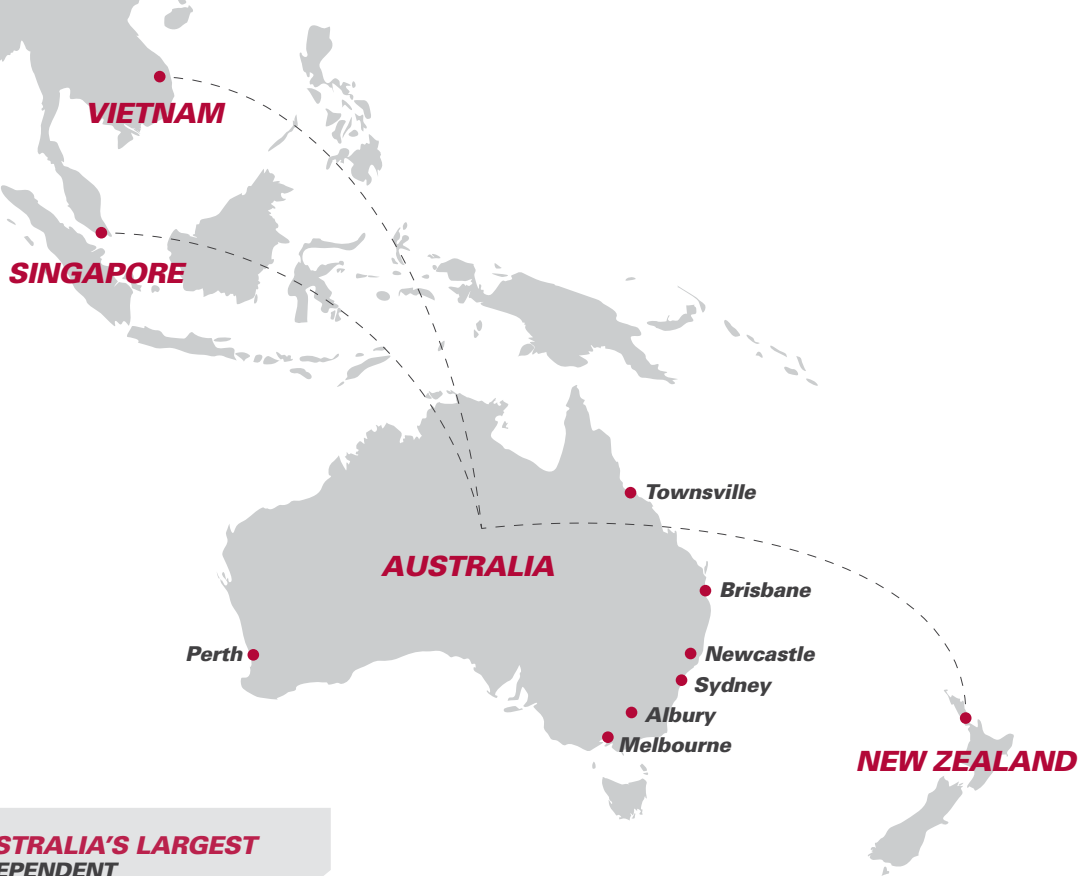 VIETNAM
SINGAPORE
Townsville
AUSTRALIA
Brisbane
Perth
Newcastle
Sydney
Albury
Melbourne
NEW ZEALAND
STRALIA'S LARGEST
EPENDENT